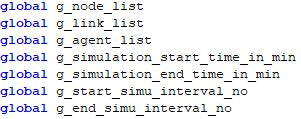 global g_node_list
global g_link_list
global g_agent_list
global g_simulation_start_time_in_min
global g_simulation_end_time_in_min
global g_start_simu_interval_no
global g_end_simu_interval_no